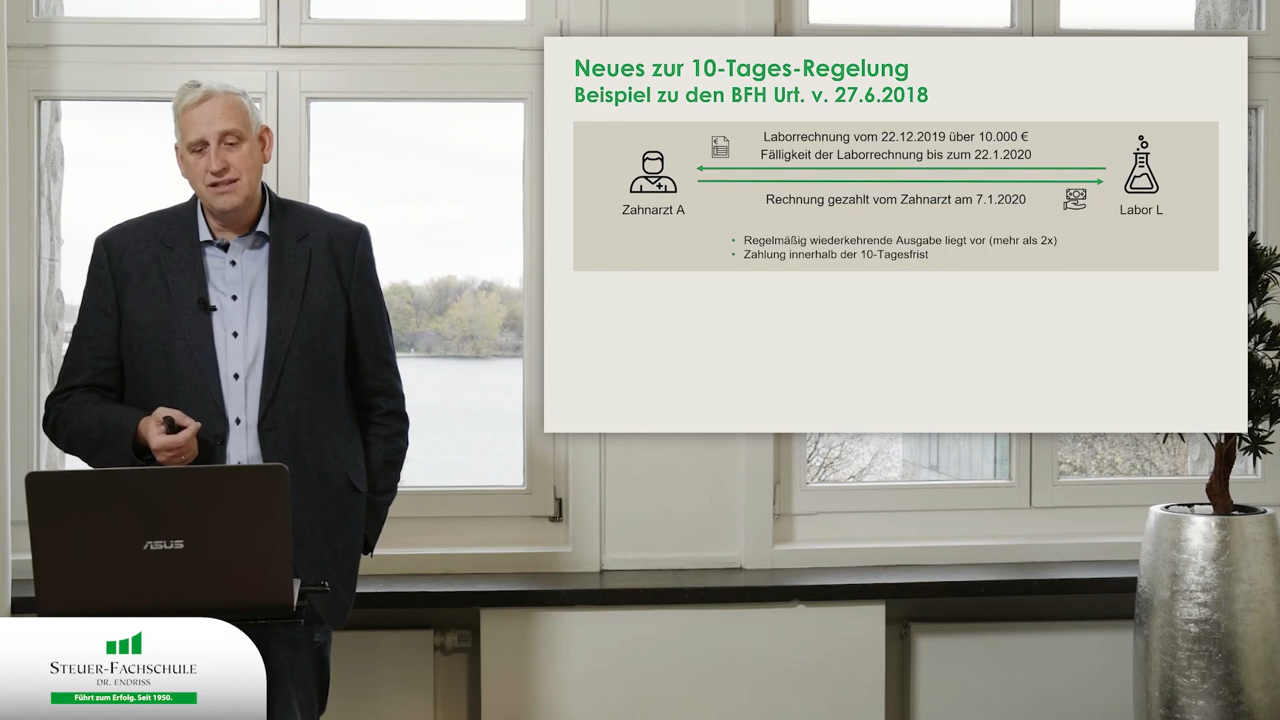 Neues zur 10-Tages-Regelung
Beispiel zu den BFH Urt. v. 27.6.2018
Laborrechnung vom 22.12.2019 über 10.000 €
Fälligkeit der Laborrechnung bis zum 22.1.2020
Rechnung gezahlt vom Zahnarzt am 7.1.2020
Zahnarzt A
Labor L
• Regelmäßig wiederkehrende Ausgabe liegt vor (mehr als 2x)
• Zahlung innerhalb der 10-Tagesfrist
ASUS
STEUER-FACHSCHULE
DR. ENDRISS
Führt zum Erfolg. Seit 1950.